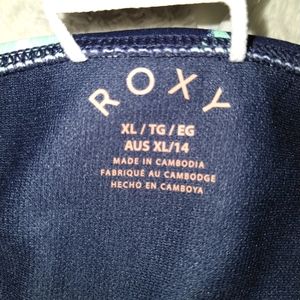 ROXY
XL / TG / EG
AUS XL/14
MADE IN CAMBODIA
FABRIQUÉ AU CAMBODGE
HECHO EN CAMBOYA